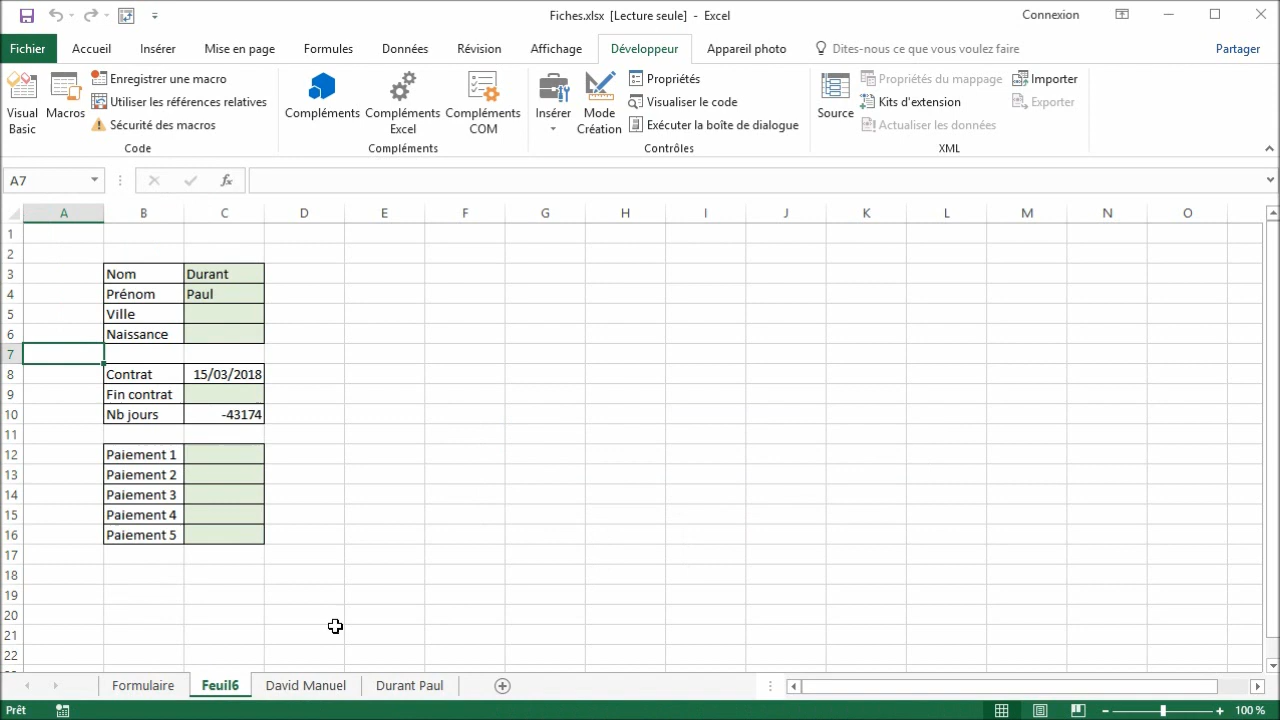 Fiches.xlsx [Lecture seule] - Excel
Connexion
Fichier Accueil Insérer Mise en page Formules Données Révision Affichage Développeur Appareil photo Dites-nous ce que vous voulez faire Partager
Visual Basic
Macros
Enregistrer une macro
Utiliser les références relatives
Sécurité des macros
Code
Compléments
Compléments Excel
Compléments COM
Compléments
Insérer
Mode Création
Propriétés
Visualiser le code
Exécuter la boîte de dialogue
Contrôles
Source
Propriétés du mappage
Kits d'extension
Actualiser les données
Importer
Exporter
XML
A7
fx
A B C D E F G H I J K L M N O
1
2
3 Nom Durant
4 Prénom Paul
5 Ville
6 Naissance
7
8 Contrat 15/03/2018
9 Fin contrat
10 Nb jours -43174
11
12 Paiement 1
13 Paiement 2
14 Paiement 3
15 Paiement 4
16 Paiement 5
17
18
19
20
21
22
Formulaire Feuil6 David Manuel Durant Paul
Prêt
100 %